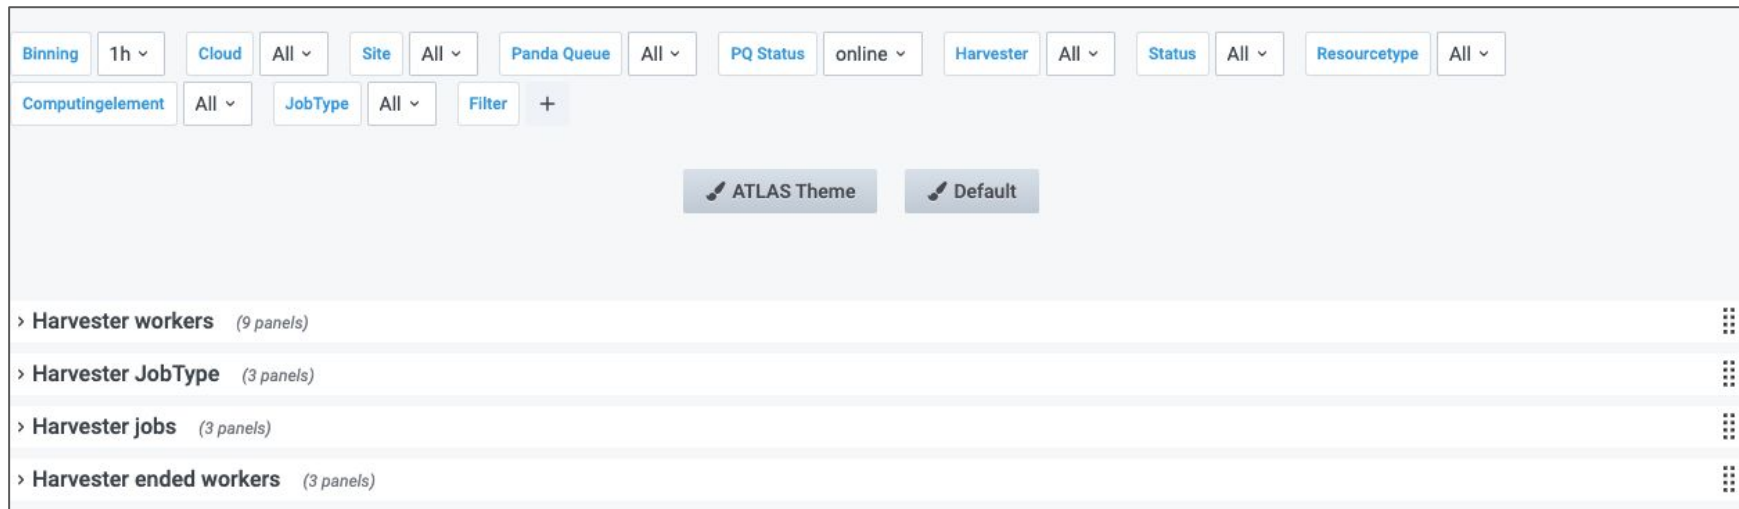 Binning 1h Cloud All Site All Panda Queue All PQ Status online Harvester All Status All Resourcetype All
Computingelement All JobType All Filter +
ATLAS Theme Default
Harvester workers (9 panels)
Harvester JobType (3 panels)
Harvester jobs (3 panels)
Harvester ended workers (3 panels)